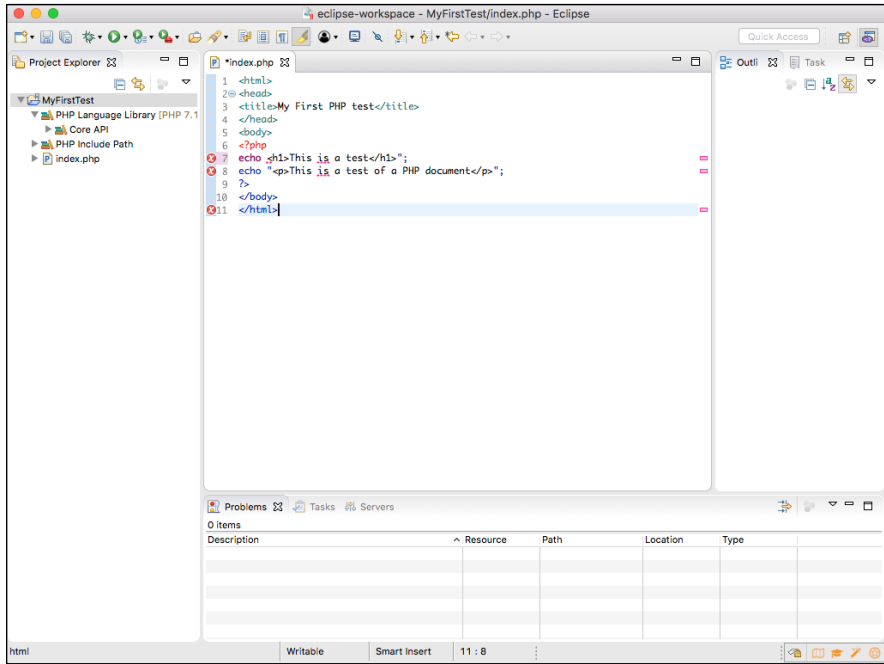 eclipse-workspace - MyFirstTest/index.php - Eclipse
Quick Access
Project Explorer
MyFirstTest
PHP Language Library [PHP 7.1
Core API
PHP Include Path
index.php
*index.php
1 <html>
2 <head>
3 <title>My First PHP test</title>
4 </head>
5 <body>
6 <?php
7 echo <h1>This is a test</h1>";
8 echo "<p>This is a test of a PHP document</p>";
9 ?>
10 </body>
11 </html>
Outli
Task
Problems
Tasks
Servers
0 items
Description Resource Path Location Type
html Writable Smart Insert 11 : 8